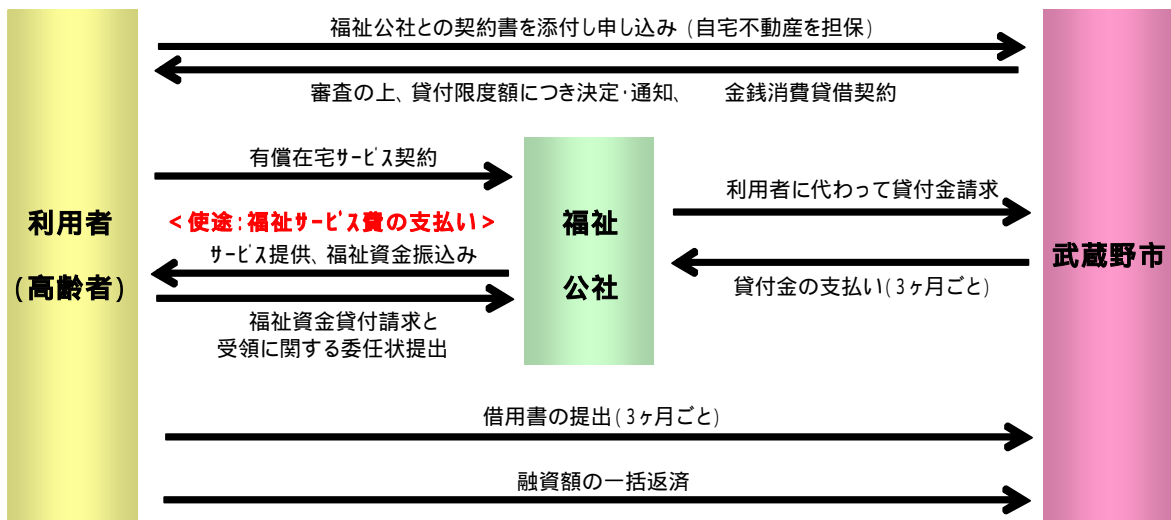 福祉公社との契約書を添付し申し込み (自宅不動産を担保)
審査の上、貸付限度額につき決定・通知、 金銭消費貸借契約
有償在宅ｻｰﾋﾞｽ契約
利用者に代わって貸付金請求
<使途:福祉ｻｰﾋﾞｽ費の支払い>
利用者
(高齢者)
福祉
公社
武蔵野市
ｻｰﾋﾞｽ提供、福祉資金振込み
貸付金の支払い(3ヶ月ごと)
福祉資金貸付請求と
受領に関する委任状提出
借用書の提出(3ヶ月ごと)
融資額の一括返済